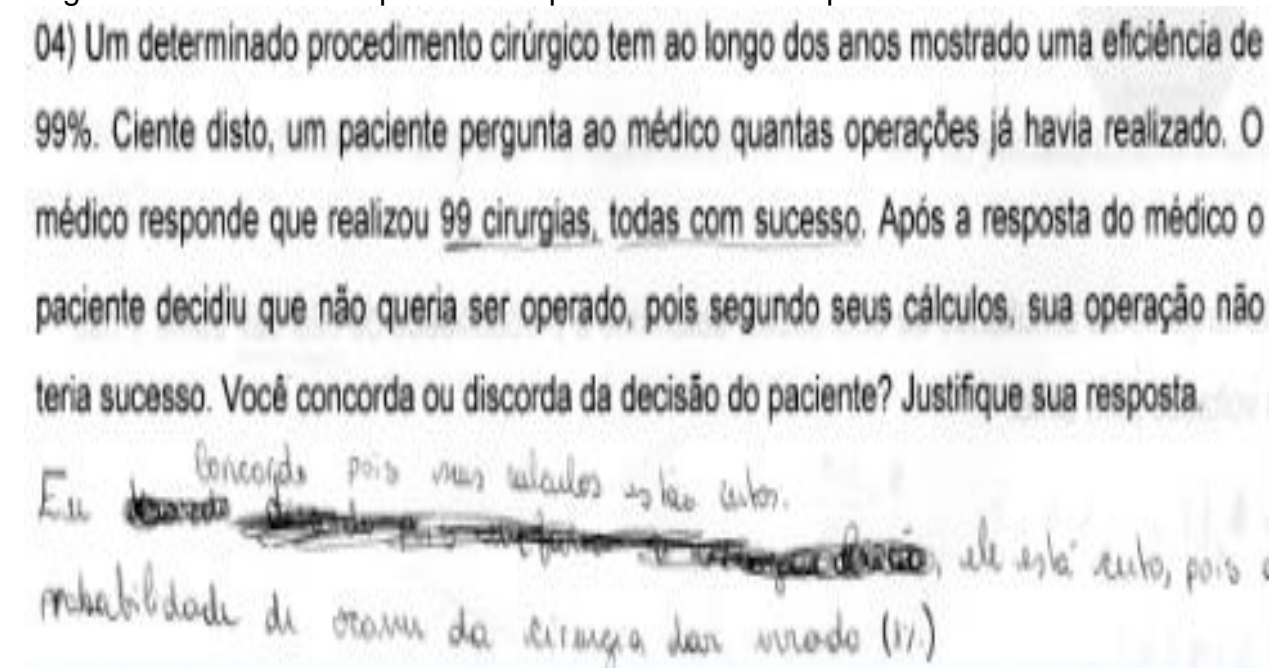 04) Um determinado procedimento cirúrgico tem ao longo dos anos mostrado uma eficiência de
99%. Ciente disto, um paciente pergunta ao médico quantas operações já havia realizado. O
médico responde que realizou 99 cirurgias, todas com sucesso. Após a resposta do médico o
paciente decidiu que não queria ser operado, pois segundo seus cálculos, sua operação não
teria sucesso. Você concorda ou discorda da decisão do paciente? Justifique sua resposta.
concordo pois seus calculos estão certos.
Eu , ele está certo, pois a
probabilidade de da cirurgia dar errado (1%)